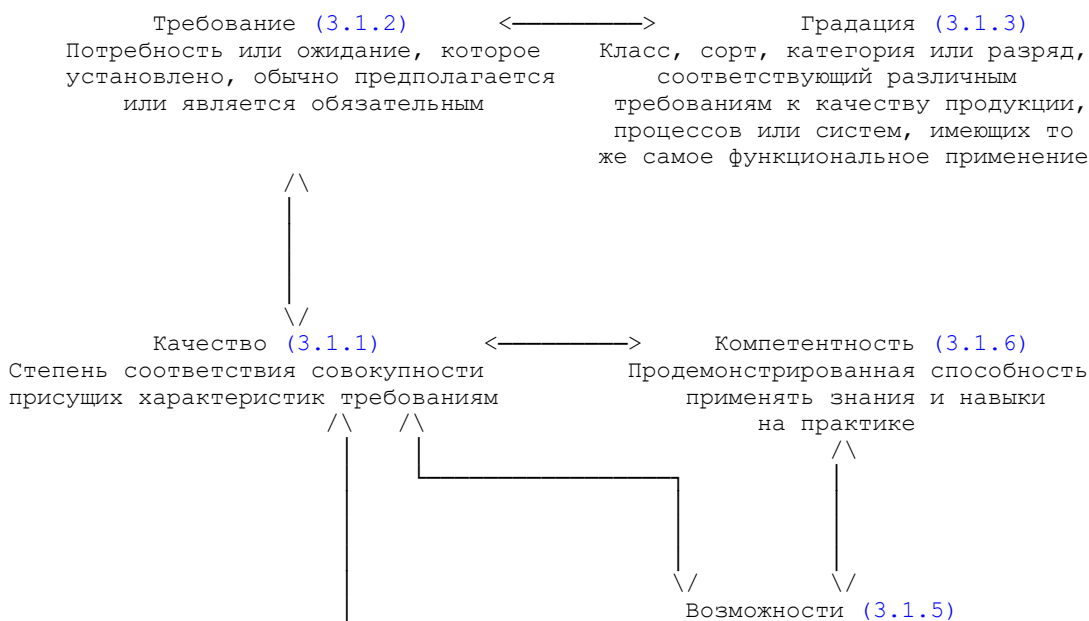 Требование (3.1.2)
Градация (3.1.3)
Потребность или ожидание, которое
установлено, обычно предполагается
или является обязательным
Класс, сорт, категория или разряд,
соответствующий различным
требованиям к качеству продукции,
процессов или систем, имеющих то
же самое функциональное применение
Качество (3.1.1)
Компетентность (3.1.6)
Степень соответствия совокупности
присущих характеристик требованиям
Продемонстрированная способность
применять знания и навыки
на практике
Возможности (3.1.5)